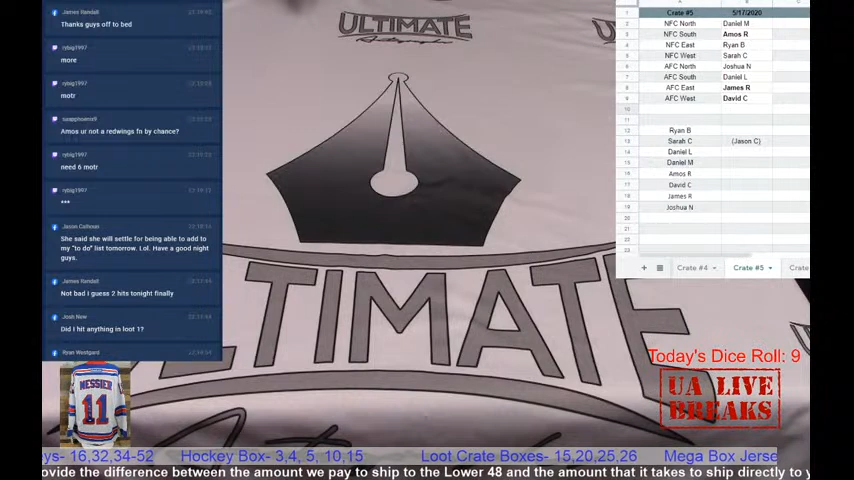 James Randall
Thanks guys off to bed
rybig1997
more
rybig1997
motr
Amos ur not a redwings fn by chance?
rybig1997
need 6 motr
rybig1997
***
Jason Calhoun
She said she will settle for being able to add to
my "to do" list tomorrow. Lol. Have a good night
guys.
James Randall
Not bad I guess 2 hits tonight finally
Josh New
Did I hit anything in loot 1?
Ryan Westgard
ULTIMATE
Crate #5 5/17/2020
NFC North Daniel M
NFC South Amos R
NFC East Ryan B
NFC West Sarah C
AFC North Joshua N
AFC South Daniel L
AFC East James R
AFC West David C
Ryan B
Sarah C (Jason C)
Daniel L
Daniel M
Amos R
David C
James R
Joshua N
Crate #4 Crate #5 Crate
ULTIMATE
MESSIER
11
Today's Dice Roll: 9
UA LIVE
BREAKS
eys- 16,32,34-52 Hockey Box- 3,4, 5, 10,15 Loot Crate Boxes- 15,20,25,26 Mega Box Jerse
ovide the difference between the amount we pay to ship to the Lower 48 and the amount that it takes to ship directly to y